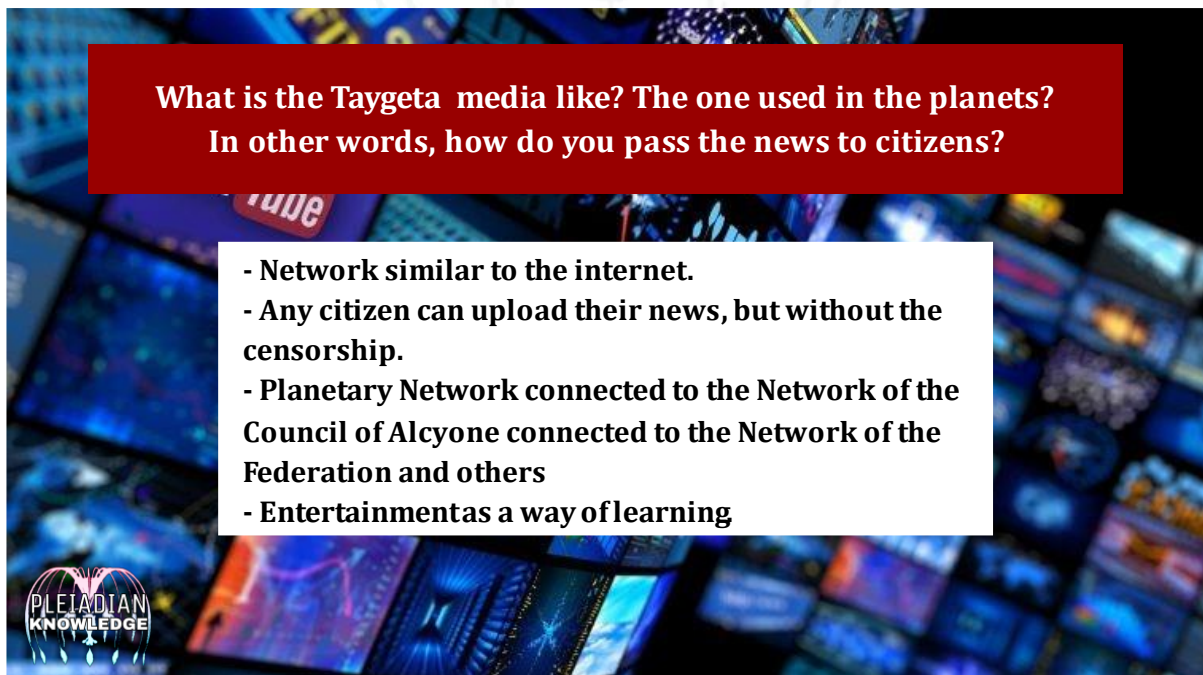 What is the Taygeta media like? The one used in the planets?
In other words, how do you pass the news to citizens?
Tube
- Network similar to the internet.
- Any citizen can upload their news, but without the
censorship.
- Planetary Network connected to the Network of the
Council of Alcyone connected to the Network of the
Federation and others
- Entertainment as a way of learning.
PLEIADIAN
KNOWLEDGE